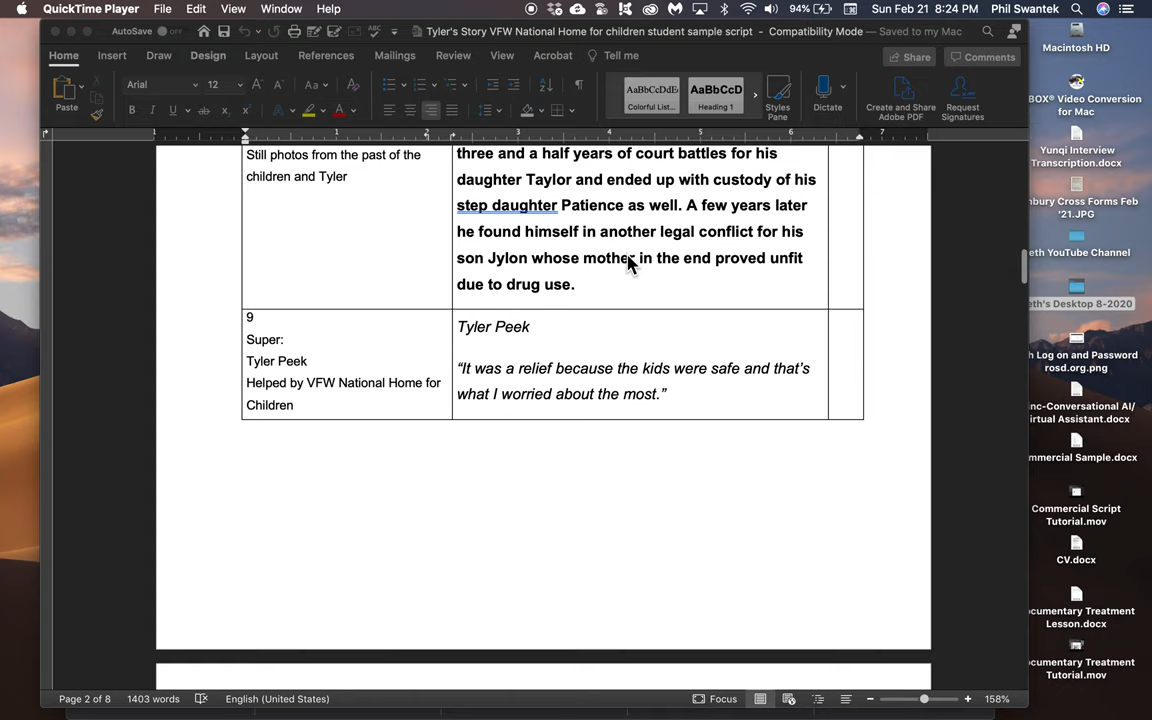 QuickTime Player File Edit View Window Help 94% Sun Feb 21 8:24 PM Phil Swantek
AutoSave off Tyler's Story VFW National Home for children student sample script - Compatibility Mode — Saved to my Mac
Home Insert Draw Design Layout References Mailings Review View Acrobat Tell me Share Comments
Paste Arial 12 AaBbCcDdEe AaBbCcD
Colorful List... Heading 1 Styles Pane Dictate Create and Share Adobe PDF Request Signatures
1 1 2 3 4 5 6 7
Still photos from the past of the
children and Tyler
three and a half years of court battles for his
daughter Taylor and ended up with custody of his
step daughter Patience as well. A few years later
he found himself in another legal conflict for his
son Jylon whose mother in the end proved unfit
due to drug use.
9
Super:
Tyler Peek
Helped by VFW National Home for
Children
Tyler Peek
“It was a relief because the kids were safe and that’s
what I worried about the most.”
Page 2 of 8 1403 words English (United States) Focus 158%
Macintosh HD
BOX® Video Conversion
for Mac
Yunqi Interview
Transcription.docx
nbury Cross Forms Feb
'21.JPG
eth YouTube Channel
eth's Desktop 8-2020
h Log on and Password
rosd.org.png
nc-Conversational AI/
irtual Assistant.docx
mmercial Sample.docx
Commercial Script
Tutorial.mov
CV.docx
ocumentary Treatment
Lesson.docx
ocumentary Treatment
Tutorial.mov